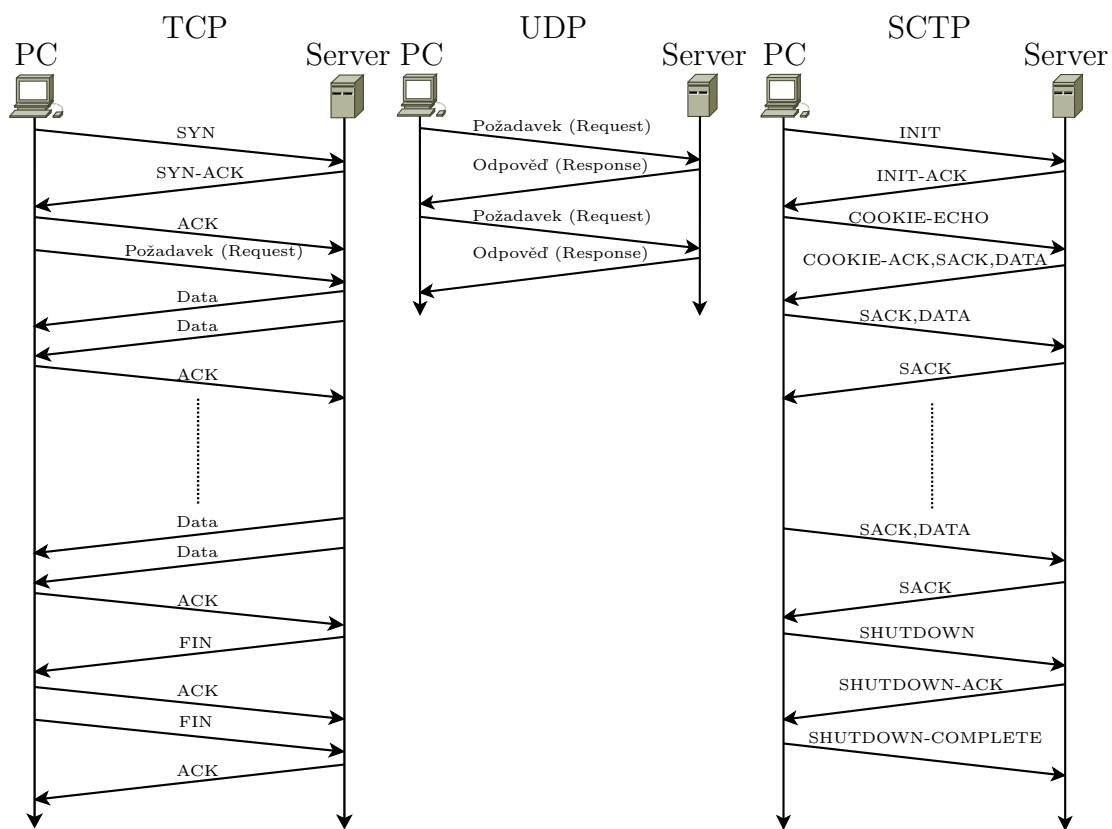 TCP
PC
Server
SYN
SYN-ACK
ACK
Požadavek (Request)
Data
Data
ACK
Data
Data
ACK
FIN
ACK
FIN
ACK
UDP
PC
Server
Požadavek (Request)
Odpověď (Response)
Požadavek (Request)
Odpověď (Response)
SCTP
PC
Server
INIT
INIT-ACK
COOKIE-ECHO
COOKIE-ACK,SACK,DATA
SACK,DATA
SACK
SACK,DATA
SACK
SHUTDOWN
SHUTDOWN-ACK
SHUTDOWN-COMPLETE